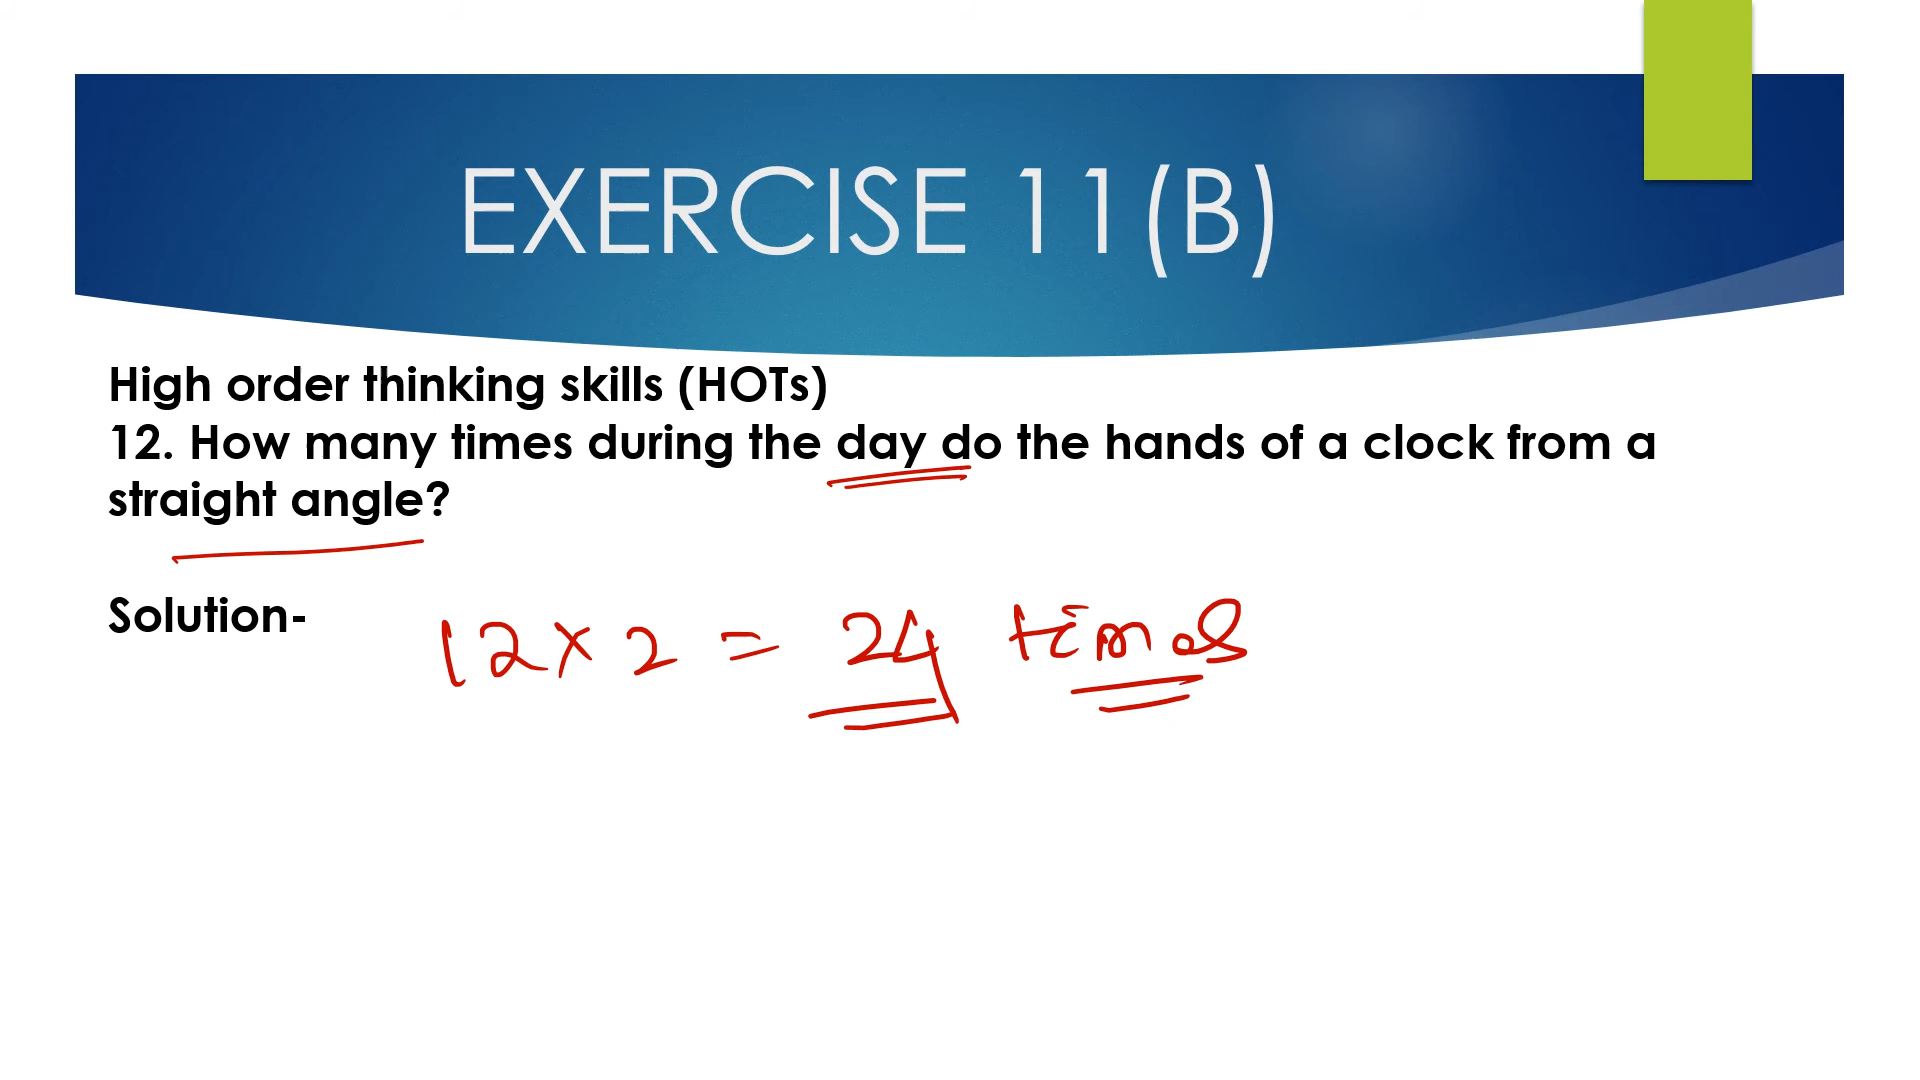 EXERCISE 11(B)
High order thinking skills (HOTs)
12. How many times during the day do the hands of a clock from a
straight angle?
Solution-
12 x 2 = 24 times